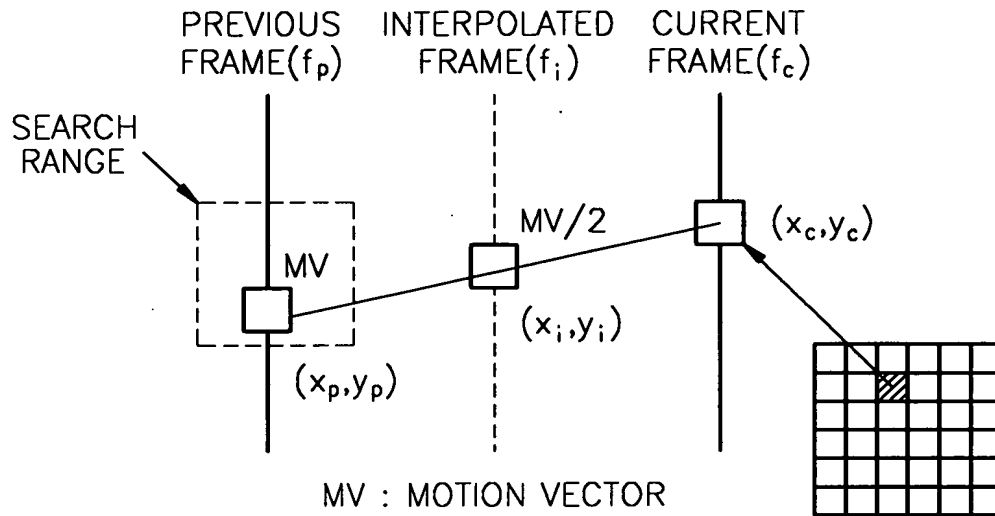 PREVIOUS FRAME(fp)
INTERPOLATED FRAME(fi)
CURRENT FRAME(fc)
SEARCH RANGE
MV
MV/2
(xc,yc)
(xi,yi)
(xp,yp)
MV : MOTION VECTOR